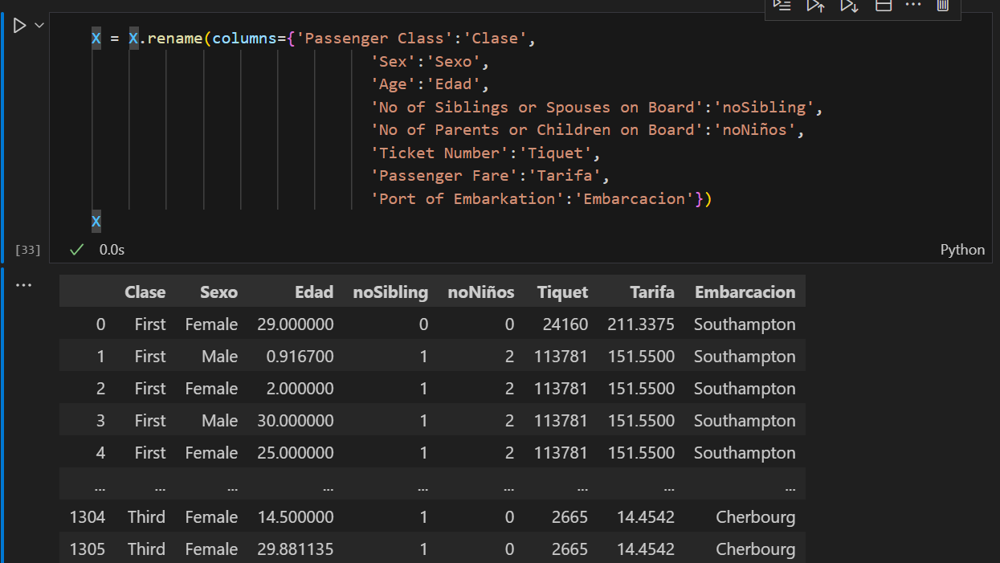 X = X.rename(columns={'Passenger Class':'Clase',
'Sex':'Sexo',
'Age':'Edad',
'No of Siblings or Spouses on Board':'noSibling',
'No of Parents or Children on Board':'noNiños',
'Ticket Number':'Tiquet',
'Passenger Fare':'Tarifa',
'Port of Embarkation':'Embarcacion'})
X
[33] 0.0s Python
Clase Sexo Edad noSibling noNiños Tiquet Tarifa Embarcacion
0 First Female 29.000000 0 0 24160 211.3375 Southampton
1 First Male 0.916700 1 2 113781 151.5500 Southampton
2 First Female 2.000000 1 2 113781 151.5500 Southampton
3 First Male 30.000000 1 2 113781 151.5500 Southampton
4 First Female 25.000000 1 2 113781 151.5500 Southampton
... ... ... ... ... ... ... ... ...
1304 Third Female 14.500000 1 0 2665 14.4542 Cherbourg
1305 Third Female 29.881135 1 0 2665 14.4542 Cherbourg